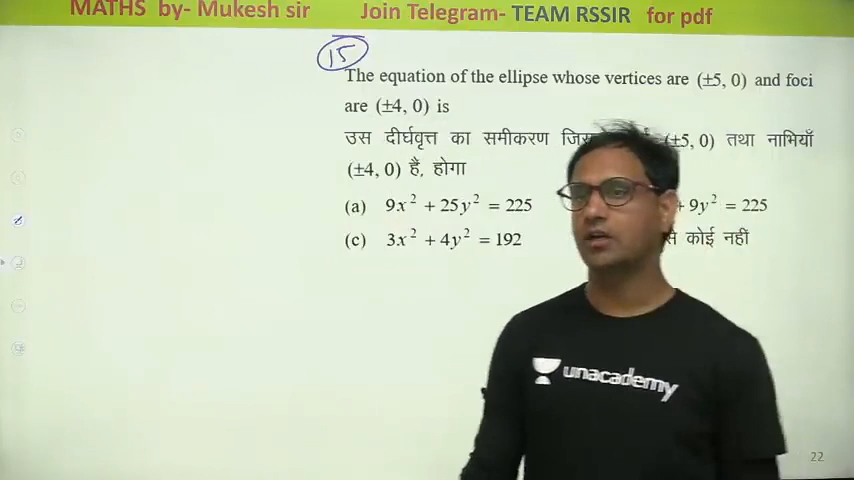 MATHS by- Mukesh sir Join Telegram- TEAM RSSIR for pdf
15
The equation of the ellipse whose vertices are (±5, 0) and foci
are (±4, 0) is
उस दीर्घवृत्त का समीकरण (±5, 0) तथा नाभियाँ
(±4, 0) हैं, होगा
(a) 9x² + 25y² = 225 + 9y² = 225
(c) 3x² + 4y² = 192 कोई नहीं
unacademy
22